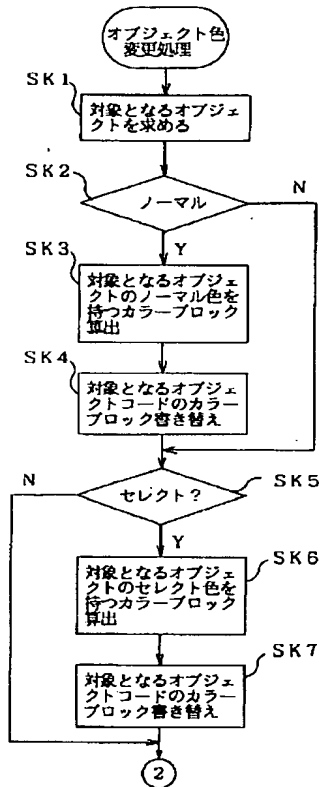 オブジェクト色
変更処理
SK1
対象となるオブジェ
クトを求める
SK2
ノーマル
N
Y
SK3
対象となるオブジェ
クトのノーマル色を
持つカラーブロック
算出
SK4
対象となるオブジェ
クトコードのカラー
ブロック書き替え
N
セレクト?
SK5
Y
対象となるオブジェ
クトのセレクト色を
持つカラーブロック
算出
SK6
対象となるオブジェ
クトコードのカラー
ブロック書き替え
SK7
2